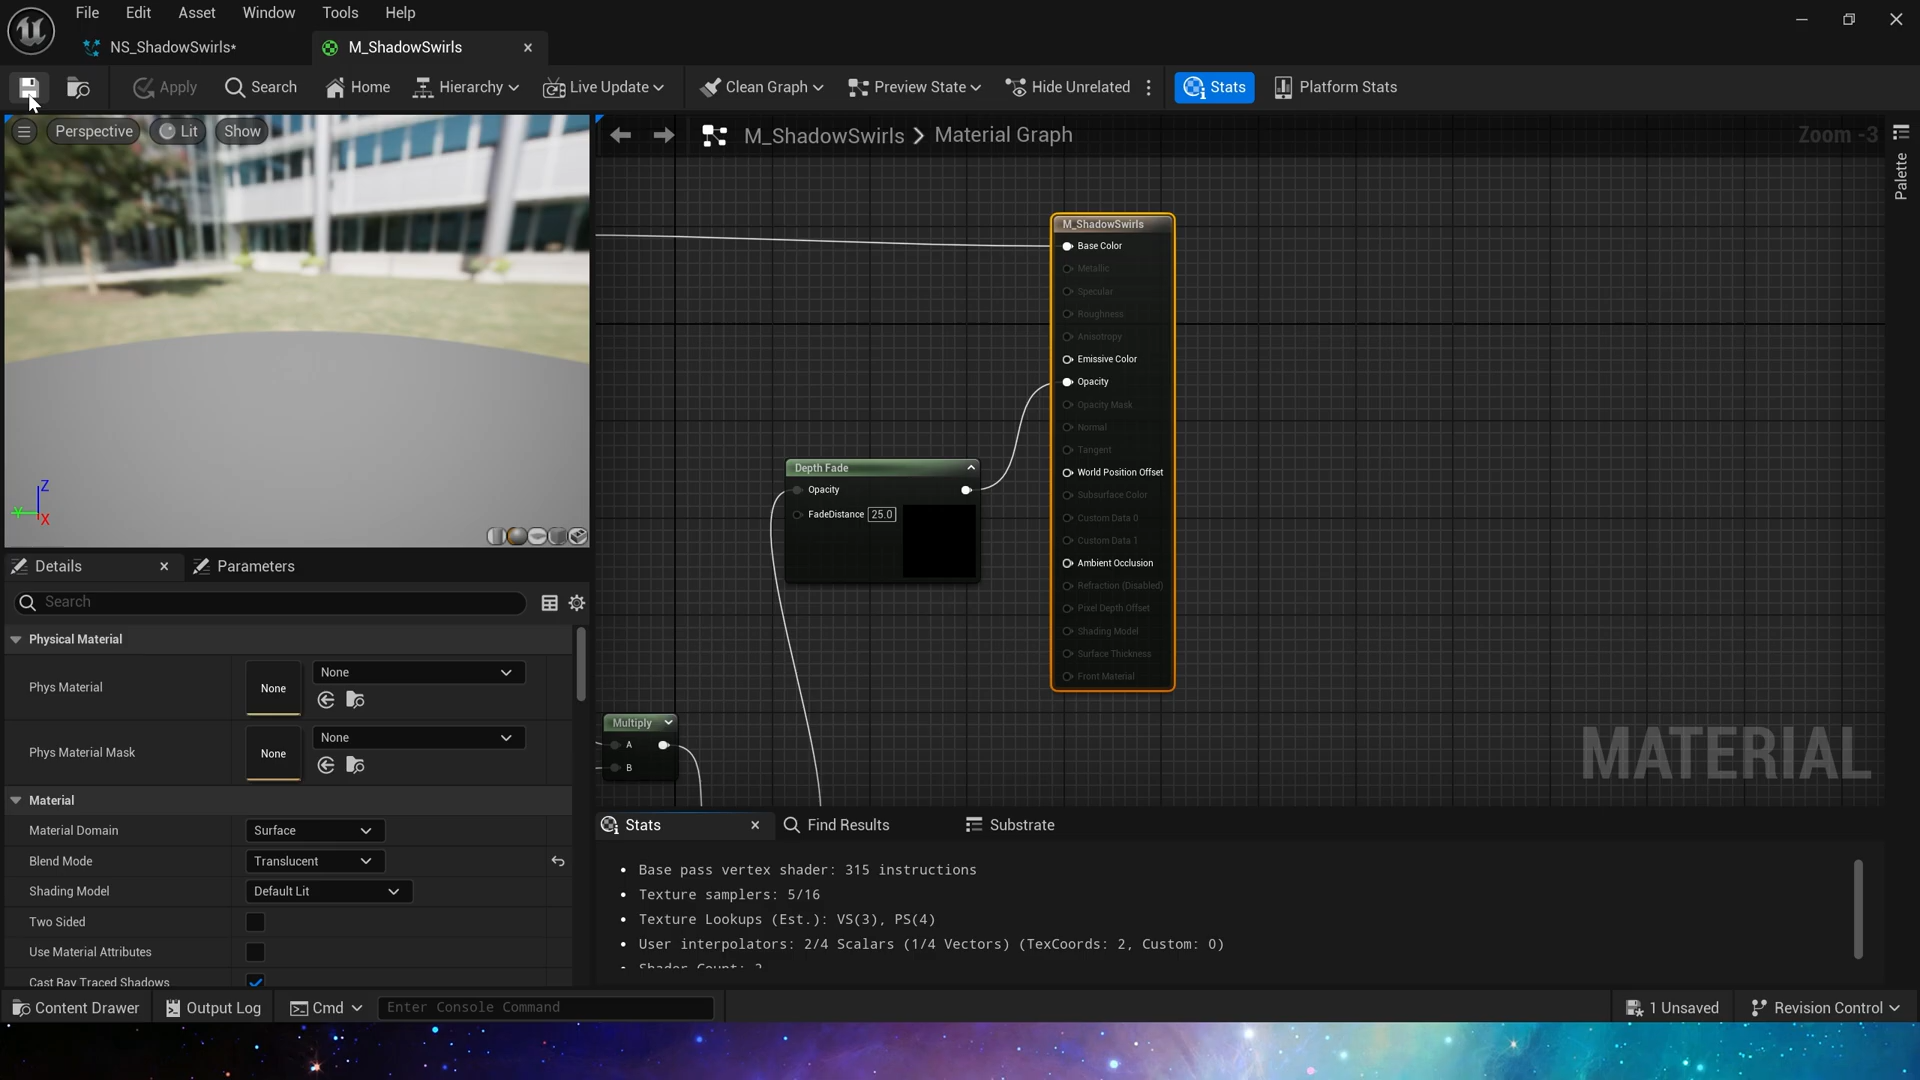 File Edit Asset Window Tools Help
NS_ShadowSwirls*
M_ShadowSwirls
Apply
Search
Home
Hierarchy
Live Update
Clean Graph
Preview State
Hide Unrelated
Stats
Platform Stats
Perspective
Lit
Show
M_ShadowSwirls > Material Graph
Zoom -3
Palette
M_ShadowSwirls
Base Color
Metallic
Specular
Roughness
Anisotropy
Emissive Color
Opacity
Opacity Mask
Normal
Tangent
World Position Offset
Subsurface Color
Custom Data 0
Custom Data 1
Ambient Occlusion
Refraction (Disabled)
Pixel Depth Offset
Shading Model
Surface Thickness
Front Material
Depth Fade
Opacity
FadeDistance 25.0
Multiply
A
B
MATERIAL
Z
Y
X
Details
Parameters
Search
Physical Material
Phys Material
None
None
Phys Material Mask
None
None
Material
Material Domain Surface
Blend Mode Translucent
Shading Model Default Lit
Two Sided
Use Material Attributes
Cast Ray Traced Shadows
Stats
Find Results
Substrate
• Base pass vertex shader: 315 instructions
• Texture samplers: 5/16
• Texture Lookups (Est.): VS(3), PS(4)
• User interpolators: 2/4 Scalars (1/4 Vectors) (TexCoords: 2, Custom: 0)
• Shader Count: 2
Content Drawer
Output Log
Cmd
Enter Console Command
1 Unsaved
Revision Control